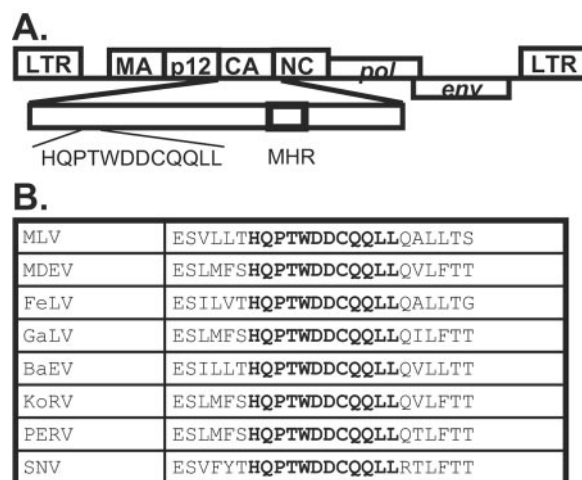 A.
LTR MA p12 CA NC pol env LTR
HQPTWDDCQQLL MHR
B.
MLV ESVLLTHQPTWDDCQQLLQALLTS
MDEV ESLMFSHQPTWDDCQQLLQVLFTT
FeLV ESILVTHQPTWDDCQQLLQALLTG
GaLV ESLMFSHQPTWDDCQQLLQILFTT
BaEV ESILLTHQPTWDDCQQLLQVLLTT
KoRV ESLMFSHQPTWDDCQQLLQVLFTT
PERV ESLMFSHQPTWDDCQQLLQTLFTT
SNV ESVFYTHQPTWDDCQQLLRTLFTT